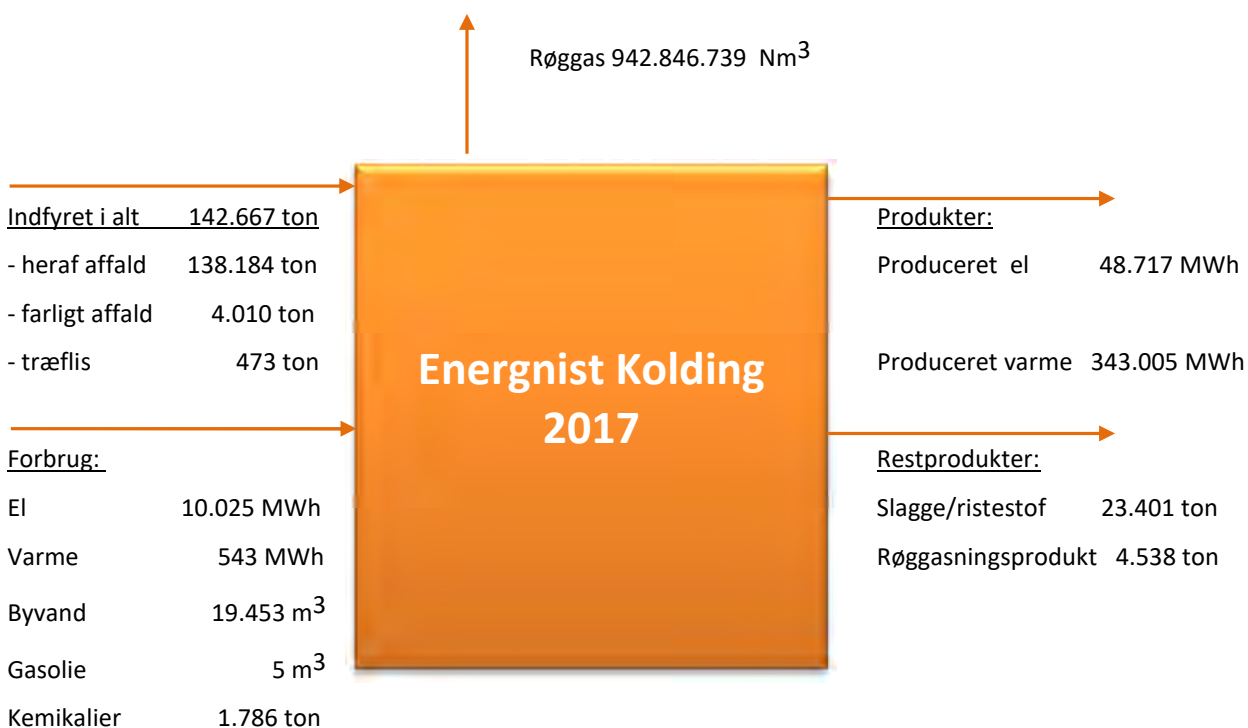 Røggas 942.846.739 Nm3
Indfyret i alt 142.667 ton
- heraf affald 138.184 ton
- farligt affald 4.010 ton
- træflis 473 ton
Forbrug:
El 10.025 MWh
Varme 543 MWh
Byvand 19.453 m3
Gasolie 5 m3
Kemikalier 1.786 ton
Energnist Kolding
2017
Produkter:
Produceret el 48.717 MWh
Produceret varme 343.005 MWh
Restprodukter:
Slagge/ristestof 23.401 ton
Røggasningsprodukt 4.538 ton